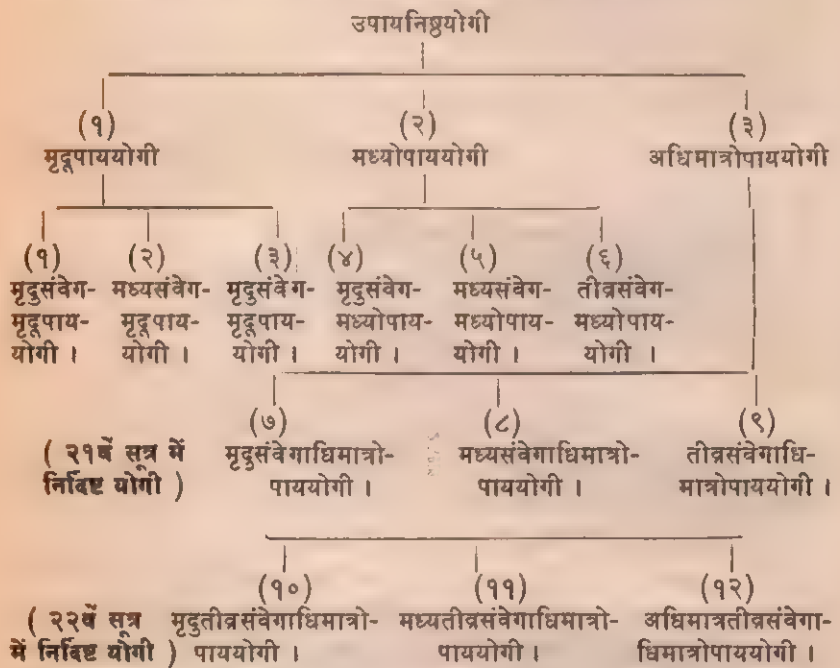 उपायनिष्ठयोगी
(१) (२) (३)
मृदूपाययोगी मध्योपाययोगी अधिमात्रोपाययोगी
(१) (२) (३) (४) (५) (६)
मृदुसंवेग- मध्यसंवेग- मृदुसंवेग- मृदुसंवेग- मध्यसंवेग- तीव्रसंवेग-
मृदूपाय- मृदूपाय- मृदूपाय- मध्योपाय- मध्योपाय- मध्योपाय-
योगी । योगी । योगी । योगी । योगी । योगी ।
(७) (८) (९)
( २१वें सूत्र में मृदुसंवेगाधिमात्रो- मध्यसंवेगाधिमात्रो- तीव्रसंवेगाधि-
निर्दिष्ट योगी ) पाययोगी । पाययोगी । मात्रोपाययोगी ।
(१०) (११) (१२)
( २२वें सूत्र मृदुतीव्रसंवेगाधिमात्रो- मध्यतीव्रसंवेगाधिमात्रो- अधिमात्रतीव्रसंवेगा-
में निर्दिष्ट योगी ) पाययोगी । पाययोगी । धिमात्रोपाययोगी ।